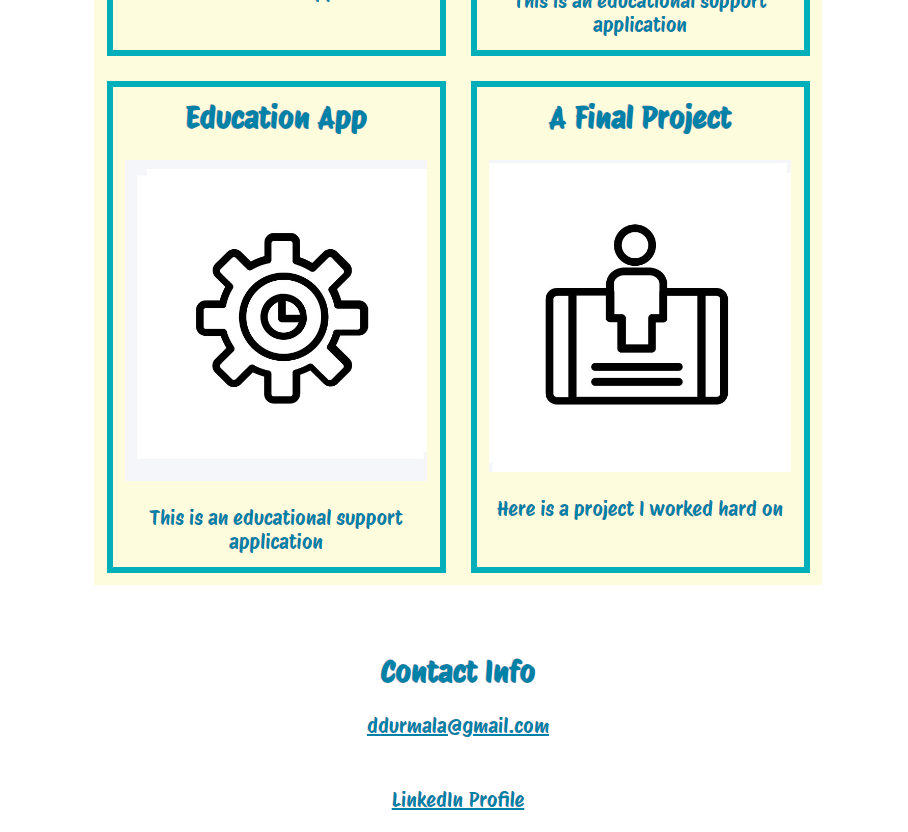 This is an educational support
application
Education App
A Final Project
This is an educational support
application
Here is a project I worked hard on
Contact Info
ddurmala@gmail.com
LinkedIn Profile